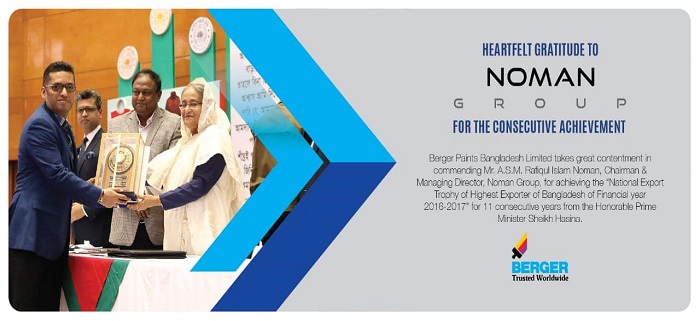 HEARTFELT GRATITUDE TO
NOMAN
GROUP
FOR THE CONSECUTIVE ACHIEVEMENT
Berger Paints Bangladesh Limited takes great contentment in
commending Mr. A.S.M. Rafiqul Islam Noman, Chairman &
Managing Director, Noman Group, for achieving the "National Export
Trophy of Highest Exporter of Bangladesh of Financial year
2016-2017" for 11 consecutive years from the Honorable Prime
Minister Sheikh Hasina.
BERGER
Trusted Worldwide